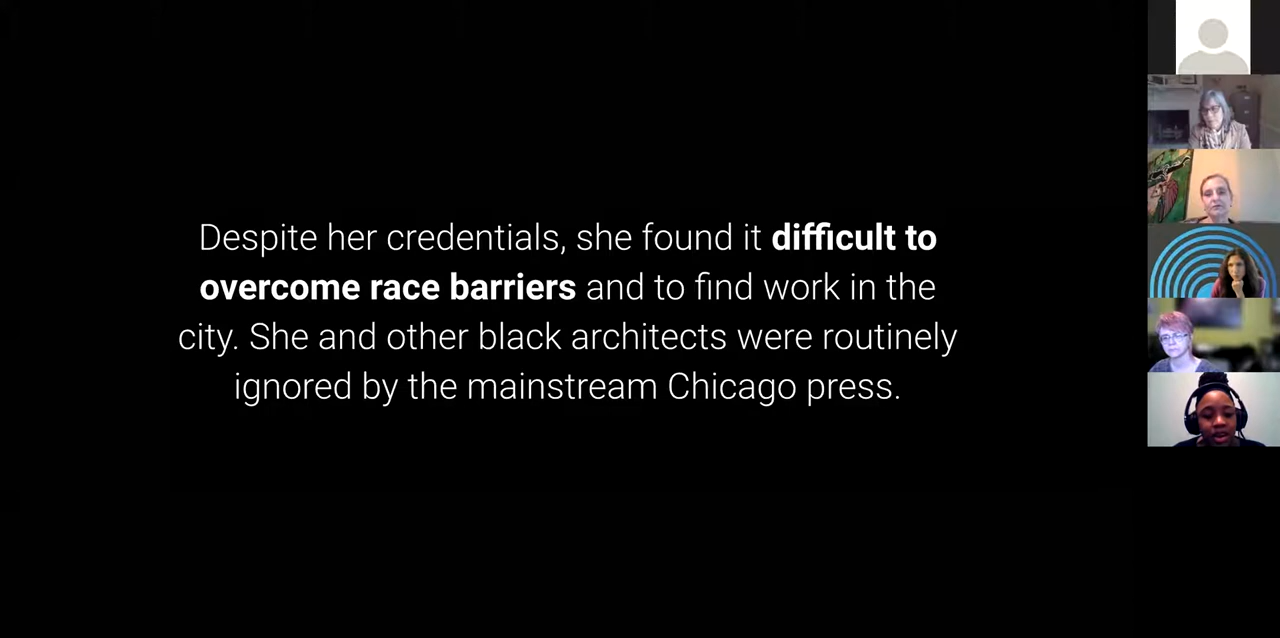 Despite her credentials, she found it difficult to
overcome race barriers and to find work in the
city. She and other black architects were routinely
ignored by the mainstream Chicago press.